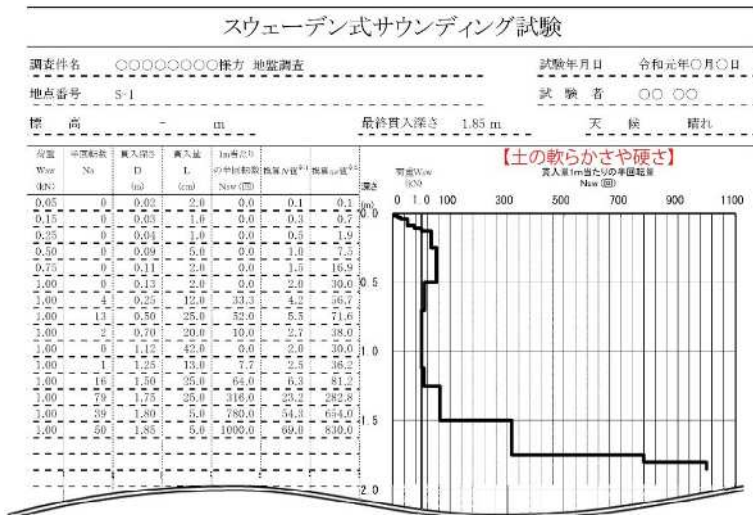 スウェーデン式サウンディング試験
調査件名 ○○○○○○○○様方 地盤調査 試験年月日 令和元年○月○日
地点番号 S-1 試験者 ○○ ○○
標高 - m 最終貫入深さ 1.85 m 天候 晴れ
【土の軟らかさや硬さ】
荷重 半回転数 貫入深さ 貫入量 1m当たり 荷重Wsw 貫入量1m当たりの半回転量
Wsw Na D L の半回転数 換算N値 換算 深さ (kN) Nsw (回)
(kN) (m) (cm) Nsw (回) (m) 0 1.0 100 300 500 700 900 1100
0.05 0 0.02 2.0 0.0 0.1 0.1 0.0
0.15 0 0.03 1.0 0.0 0.3 0.7
0.25 0 0.04 1.0 0.0 0.5 1.9
0.50 0 0.09 5.0 0.0 1.0 7.5
0.75 0 0.11 2.0 0.0 1.5 16.9
1.00 0 0.13 2.0 0.0 2.0 30.0 0.5
1.00 4 0.25 12.0 33.3 4.2 56.7
1.00 13 0.50 25.0 52.0 5.5 71.6
1.00 2 0.70 20.0 10.0 2.7 38.0
1.00 0 1.12 42.0 0.0 2.0 30.0 1.0
1.00 1 1.25 13.0 7.7 2.5 36.2
1.00 16 1.50 25.0 64.0 6.3 81.2
1.00 79 1.75 25.0 316.0 23.2 282.8
1.00 39 1.80 5.0 780.0 54.3 654.0 1.5
1.00 50 1.85 5.0 1000.0 69.0 830.0
2.0